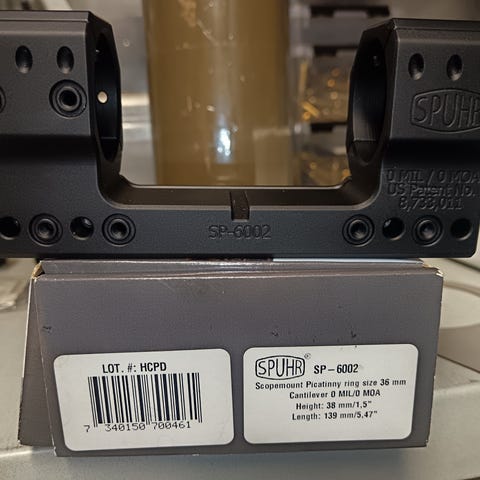 SPUHR
0 MIL / 0 MOA
US Patent No.
8,733,011
SP-6002
LOT. #: HCPD
7 340150 700461
SPUHR® SP-6002
Scopemount Picatinny ring size 36 mm
Cantilever 0 MIL/0 MOA
Height: 38 mm/1,5"
Length: 139 mm/5,47"